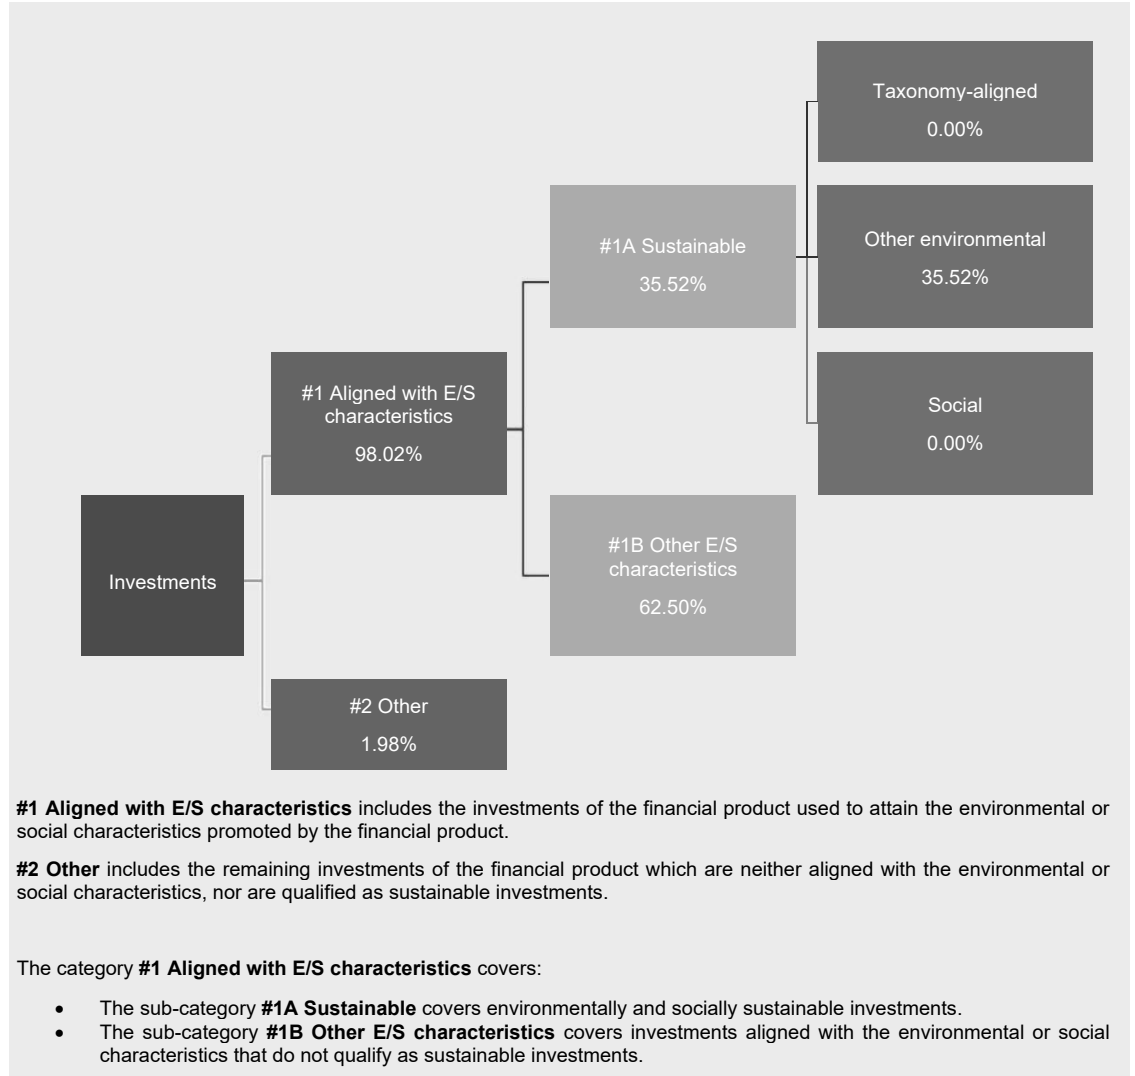 Taxonomy-aligned
0.00%
#1A Sustainable
35.52%
Other environmental
35.52%
#1 Aligned with E/S
characteristics
98.02%
Social
0.00%
Investments
#1B Other E/S
characteristics
62.50%
#2 Other
1.98%
#1 Aligned with E/S characteristics includes the investments of the financial product used to attain the environmental or
social characteristics promoted by the financial product.
#2 Other includes the remaining investments of the financial product which are neither aligned with the environmental or
social characteristics, nor are qualified as sustainable investments.
The category #1 Aligned with E/S characteristics covers:
• The sub-category #1A Sustainable covers environmentally and socially sustainable investments.
• The sub-category #1B Other E/S characteristics covers investments aligned with the environmental or social
characteristics that do not qualify as sustainable investments.